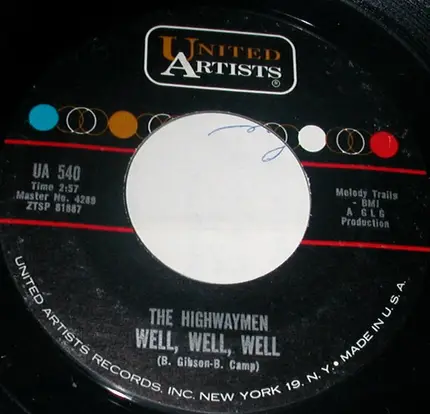 UNITED
ARTISTS
®
UA 540
Time 2:57
Master No. 4289
ZTSP 81887
Melody Trails
- BMI
A GLG
Production
THE HIGHWAYMEN
WELL, WELL, WELL
(B. Gibson-B. Camp)
UNITED ARTISTS RECORDS, INC. NEW YORK 19, N.Y. • MADE IN U.S.A.